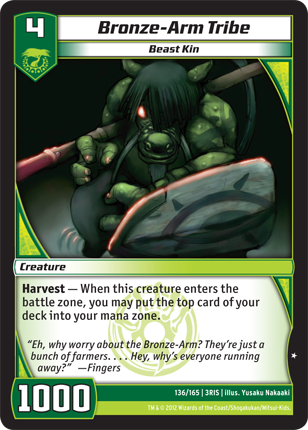 4
Bronze-Arm Tribe
Beast Kin
Creature
Harvest — When this creature enters the
battle zone, you may put the top card of your
deck into your mana zone.
“Eh, why worry about the Bronze-Arm? They’re just a
bunch of farmers. . . . Hey, why’s everyone running
away?” —Fingers
1000
136/165 | 3RIS | illus. Yusaku Nakaaki
TM & © 2012 Wizards of the Coast/Shogakukan/Mitsui-Kids